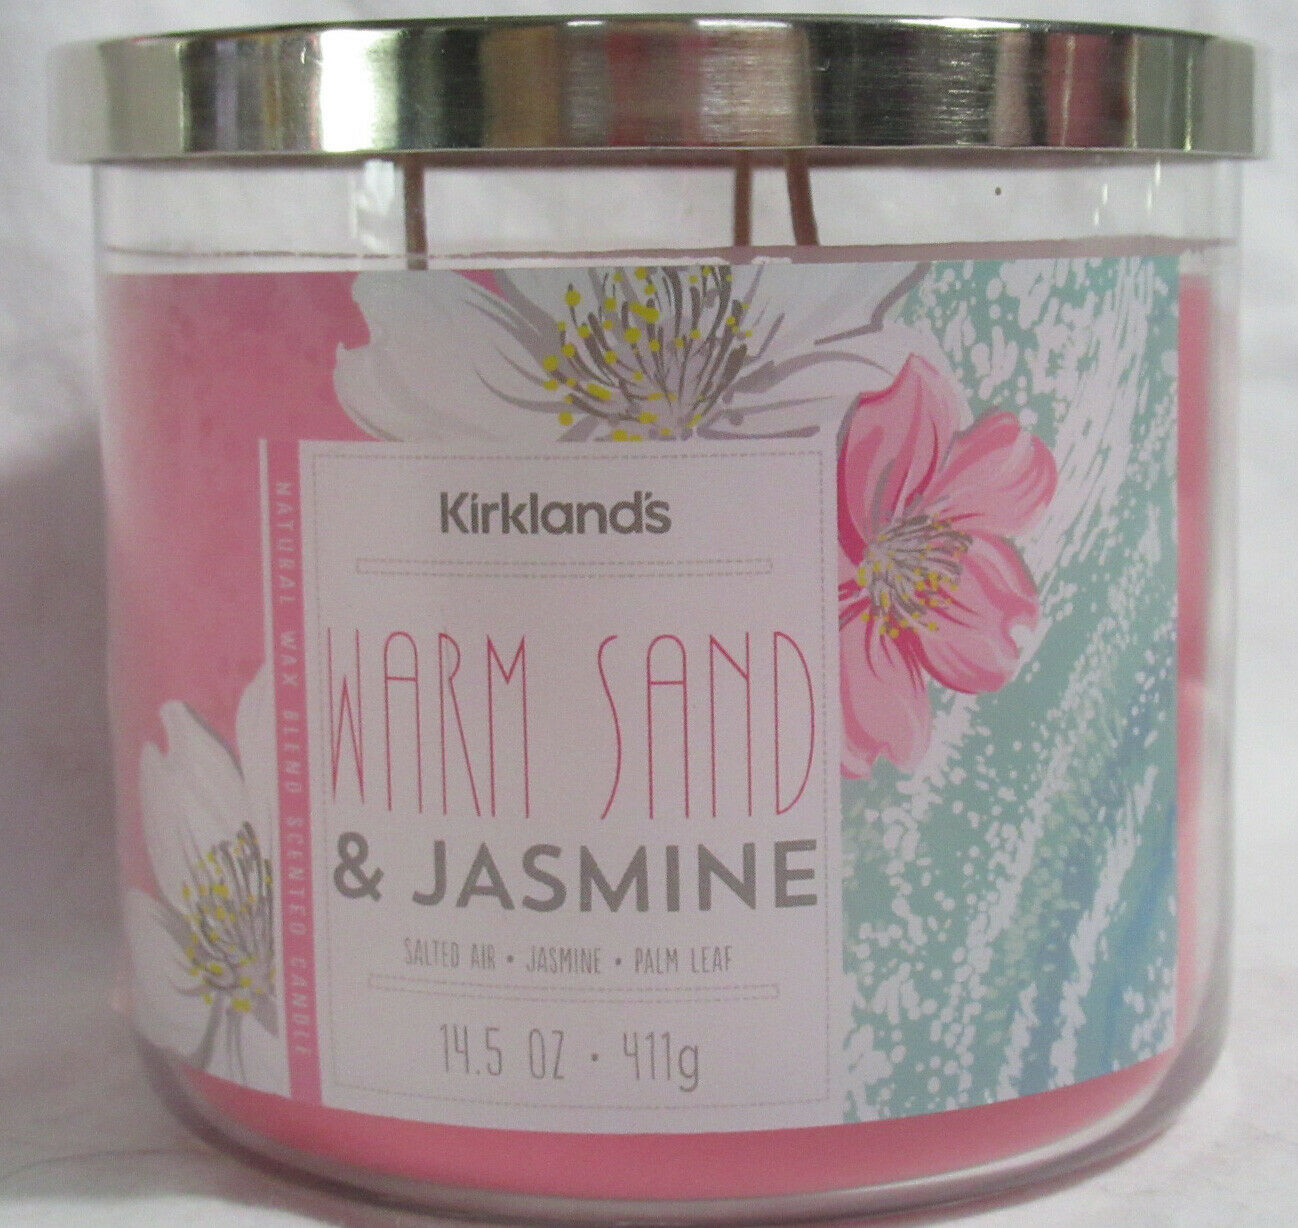 Kirkland's
WARM SAND
& JASMINE
SALTED AIR • JASMINE • PALM LEAF
14.5 OZ • 411g
NATURAL WAX BLEND SCENTED CANDLE